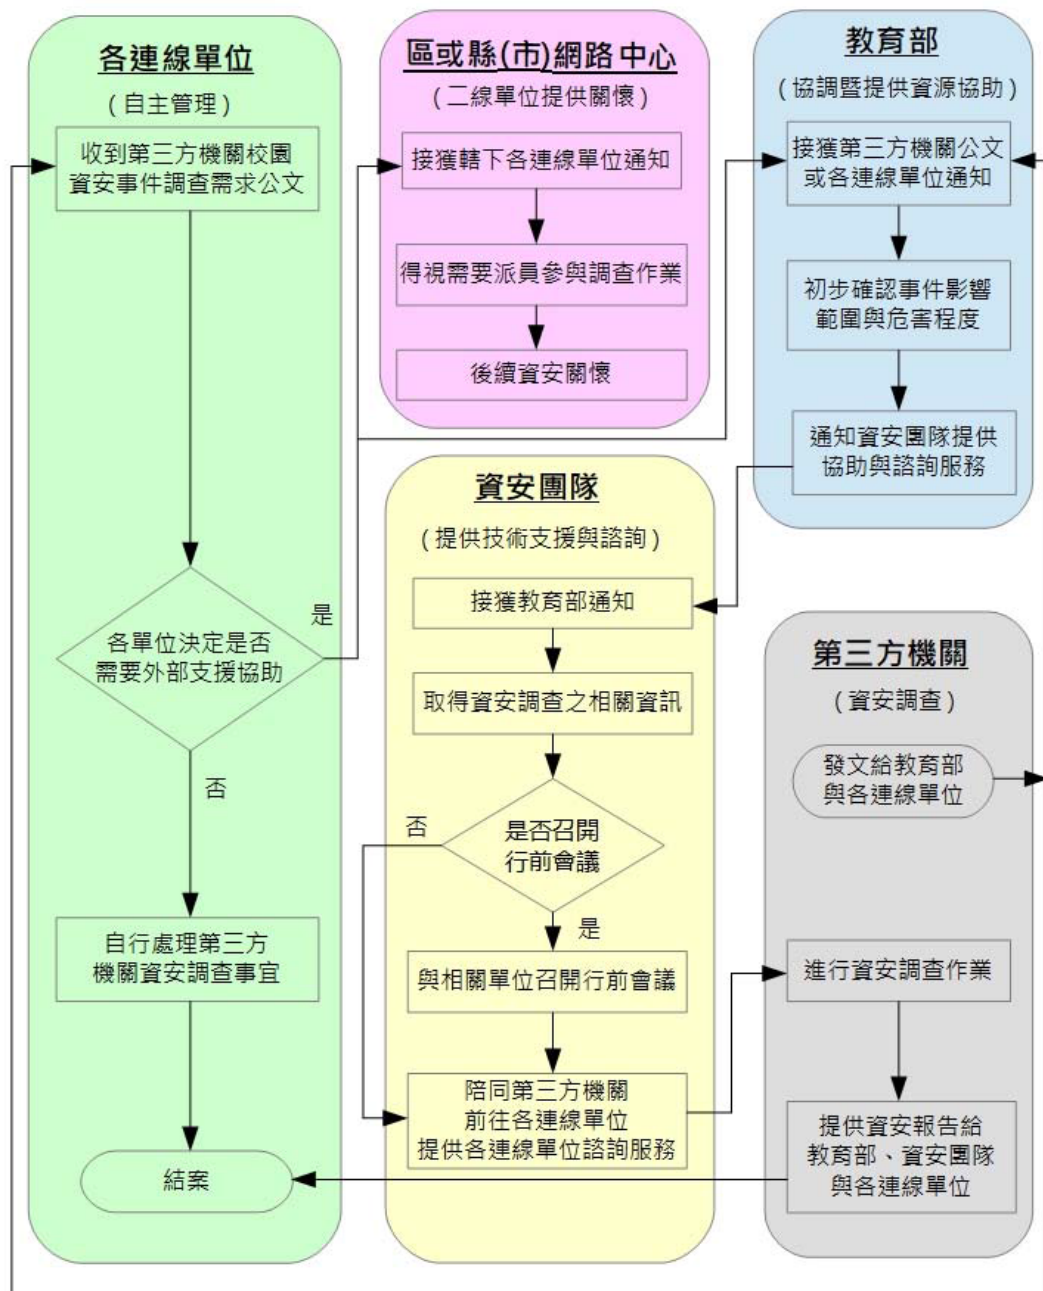 各連線單位
(自主管理)
收到第三方機關校園
資安事件調查需求公文
各單位決定是否
需要外部支援協助
是
否
自行處理第三方
機關資安調查事宜
結案
區或縣(市)網路中心
(二線單位提供關懷)
接獲轄下各連線單位通知
得視需要派員參與調查作業
後續資安關懷
教育部
(協調暨提供資源協助)
接獲第三方機關公文
或各連線單位通知
初步確認事件影響
範圍與危害程度
通知資安團隊提供
協助與諮詢服務
資安團隊
(提供技術支援與諮詢)
接獲教育部通知
取得資安調查之相關資訊
是否召開
行前會議
否
是
與相關單位召開行前會議
陪同第三方機關
前往各連線單位
提供各連線單位諮詢服務
第三方機關
(資安調查)
發文給教育部
與各連線單位
進行資安調查作業
提供資安報告給
教育部、資安團隊
與各連線單位